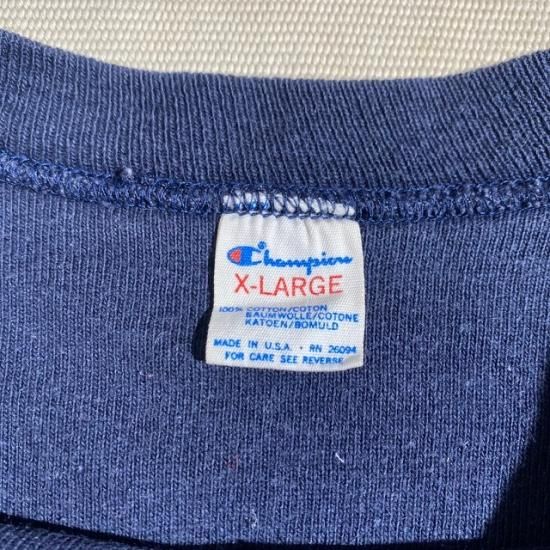 Champion
X-LARGE
100% COTTON/COTON
BAUMWOLLE/COTONE
KATOEN/BOMULD
MADE IN U.S.A. · RN 26094
FOR CARE SEE REVERSE